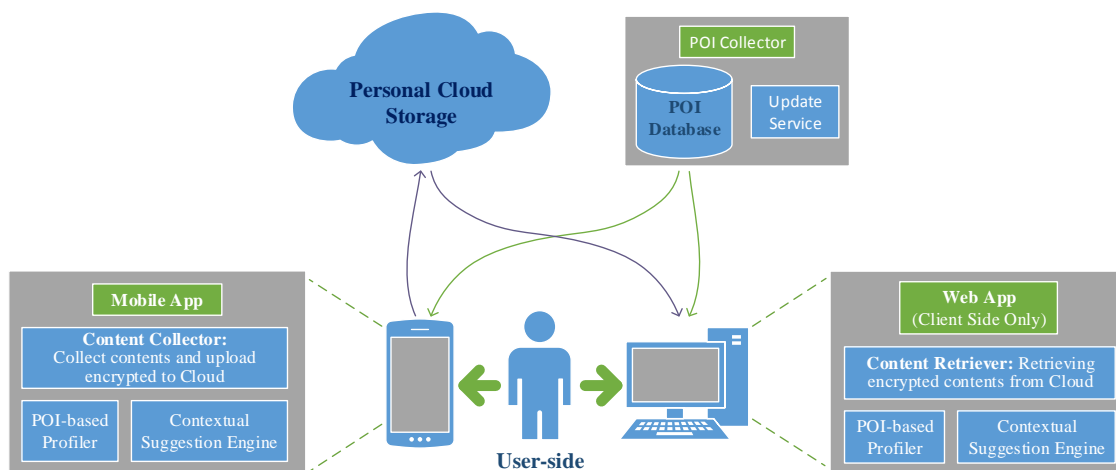 Personal Cloud
Storage
POI Collector
POI
Database
Update
Service
Mobile App
Content Collector:
Collect contents and upload
encrypted to Cloud
POI-based
Profiler
Contextual
Suggestion Engine
User-side
Web App
(Client Side Only)
Content Retriever: Retrieving
encrypted contents from Cloud
POI-based
Profiler
Contextual
Suggestion Engine